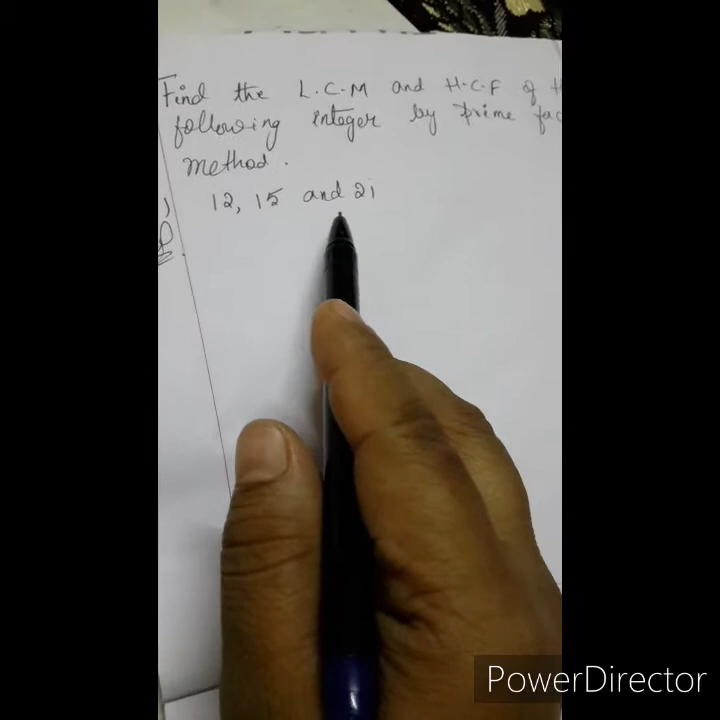 Find the L.C.M and H.C.F of
following integer by prime
method.
12, 15 and 21
PowerDirector